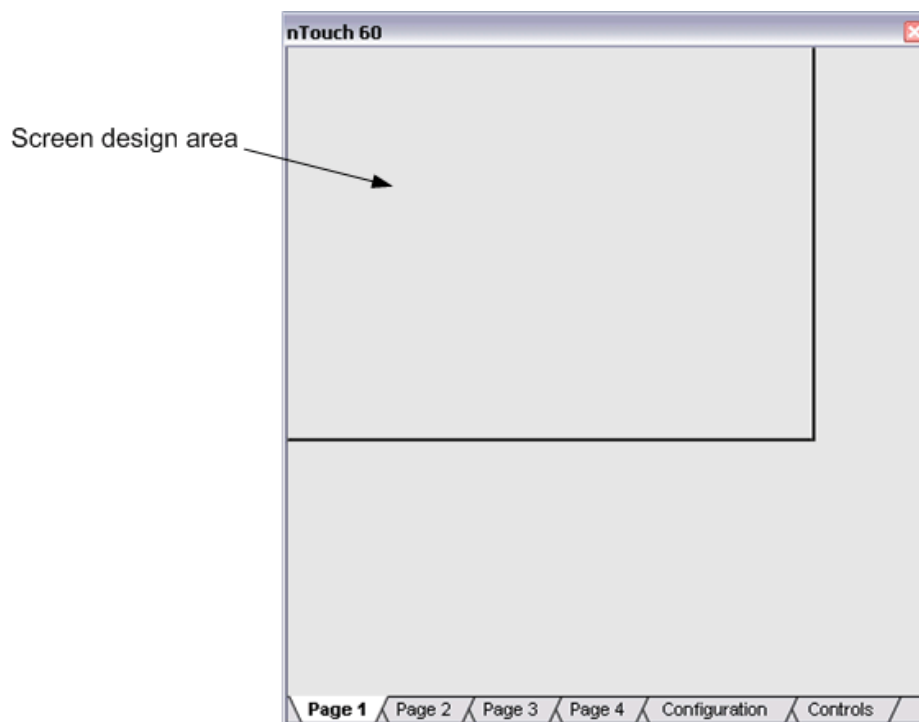 nTouch 60
Screen design area
Page 1 Page 2 Page 3 Page 4 Configuration Controls